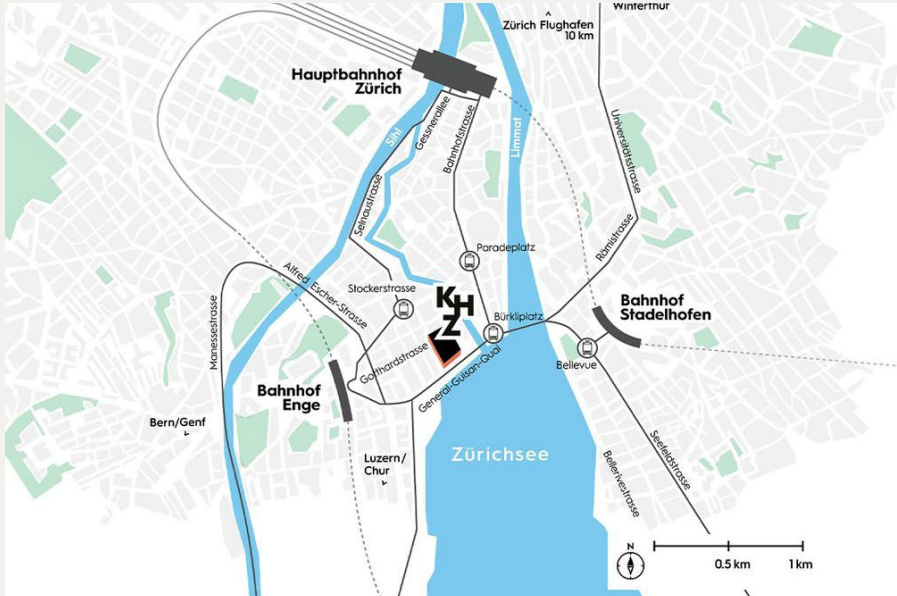 Winterthur
Zürich Flughafen
10 km
Hauptbahnhof
Zürich
Sihl
Gessnerallee
Bahnhofstrasse
Limmat
Universitätsstrasse
Selnaustrasse
Rämistrasse
Paradeplatz
Alfred Escher-Strasse
Stockerstrasse
KH
Z
Bürkliplatz
Bahnhof
Stadelhofen
Manessestrasse
Gotthardstrasse
General-Guisan-Quai
Bellevue
Bahnhof
Enge
Bern/Genf
Luzern/
Chur
Zürichsee
Bellerivestrasse
Seefeldstrasse
N
0.5 km
1 km